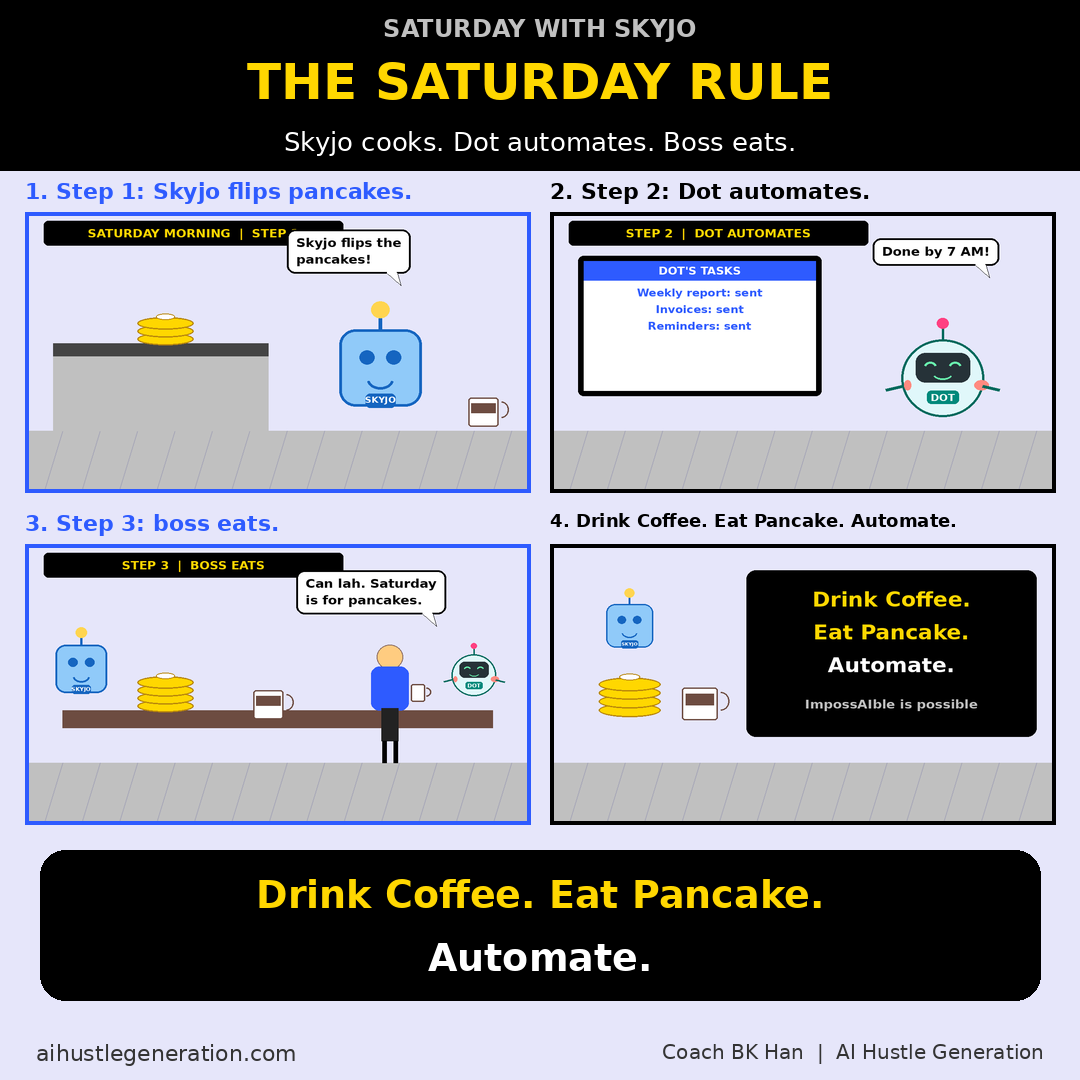 SATURDAY WITH SKYJO
THE SATURDAY RULE
Skyjo cooks. Dot automates. Boss eats.
1. Step 1: Skyjo flips pancakes.
SATURDAY MORNING | STEP
Skyjo flips the
pancakes!
SKYJO
2. Step 2: Dot automates.
STEP 2 | DOT AUTOMATES
Done by 7 AM!
DOT'S TASKS
Weekly report: sent
Invoices: sent
Reminders: sent
DOT
3. Step 3: boss eats.
STEP 3 | BOSS EATS
Can lah. Saturday
is for pancakes.
SKYJO
DOT
4. Drink Coffee. Eat Pancake. Automate.
Drink Coffee.
Eat Pancake.
Automate.
ImpossAIble is possible
SKYJO
Drink Coffee. Eat Pancake.
Automate.
aihustlegeneration.com
Coach BK Han | AI Hustle Generation